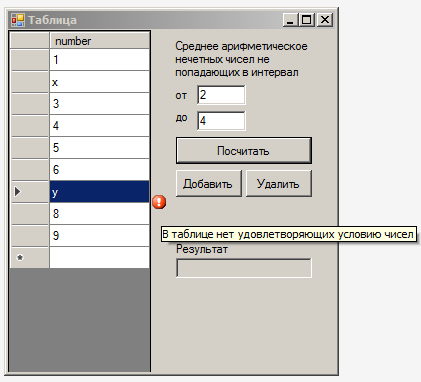 Таблица
number
1
x
3
4
5
6
y
8
9
*
Среднее арифметическое
нечетных чисел не
попадающих в интервал
от 2
до 4
Посчитать
Добавить Удалить
В таблице нет удовлетворяющих условию чисел
Результат